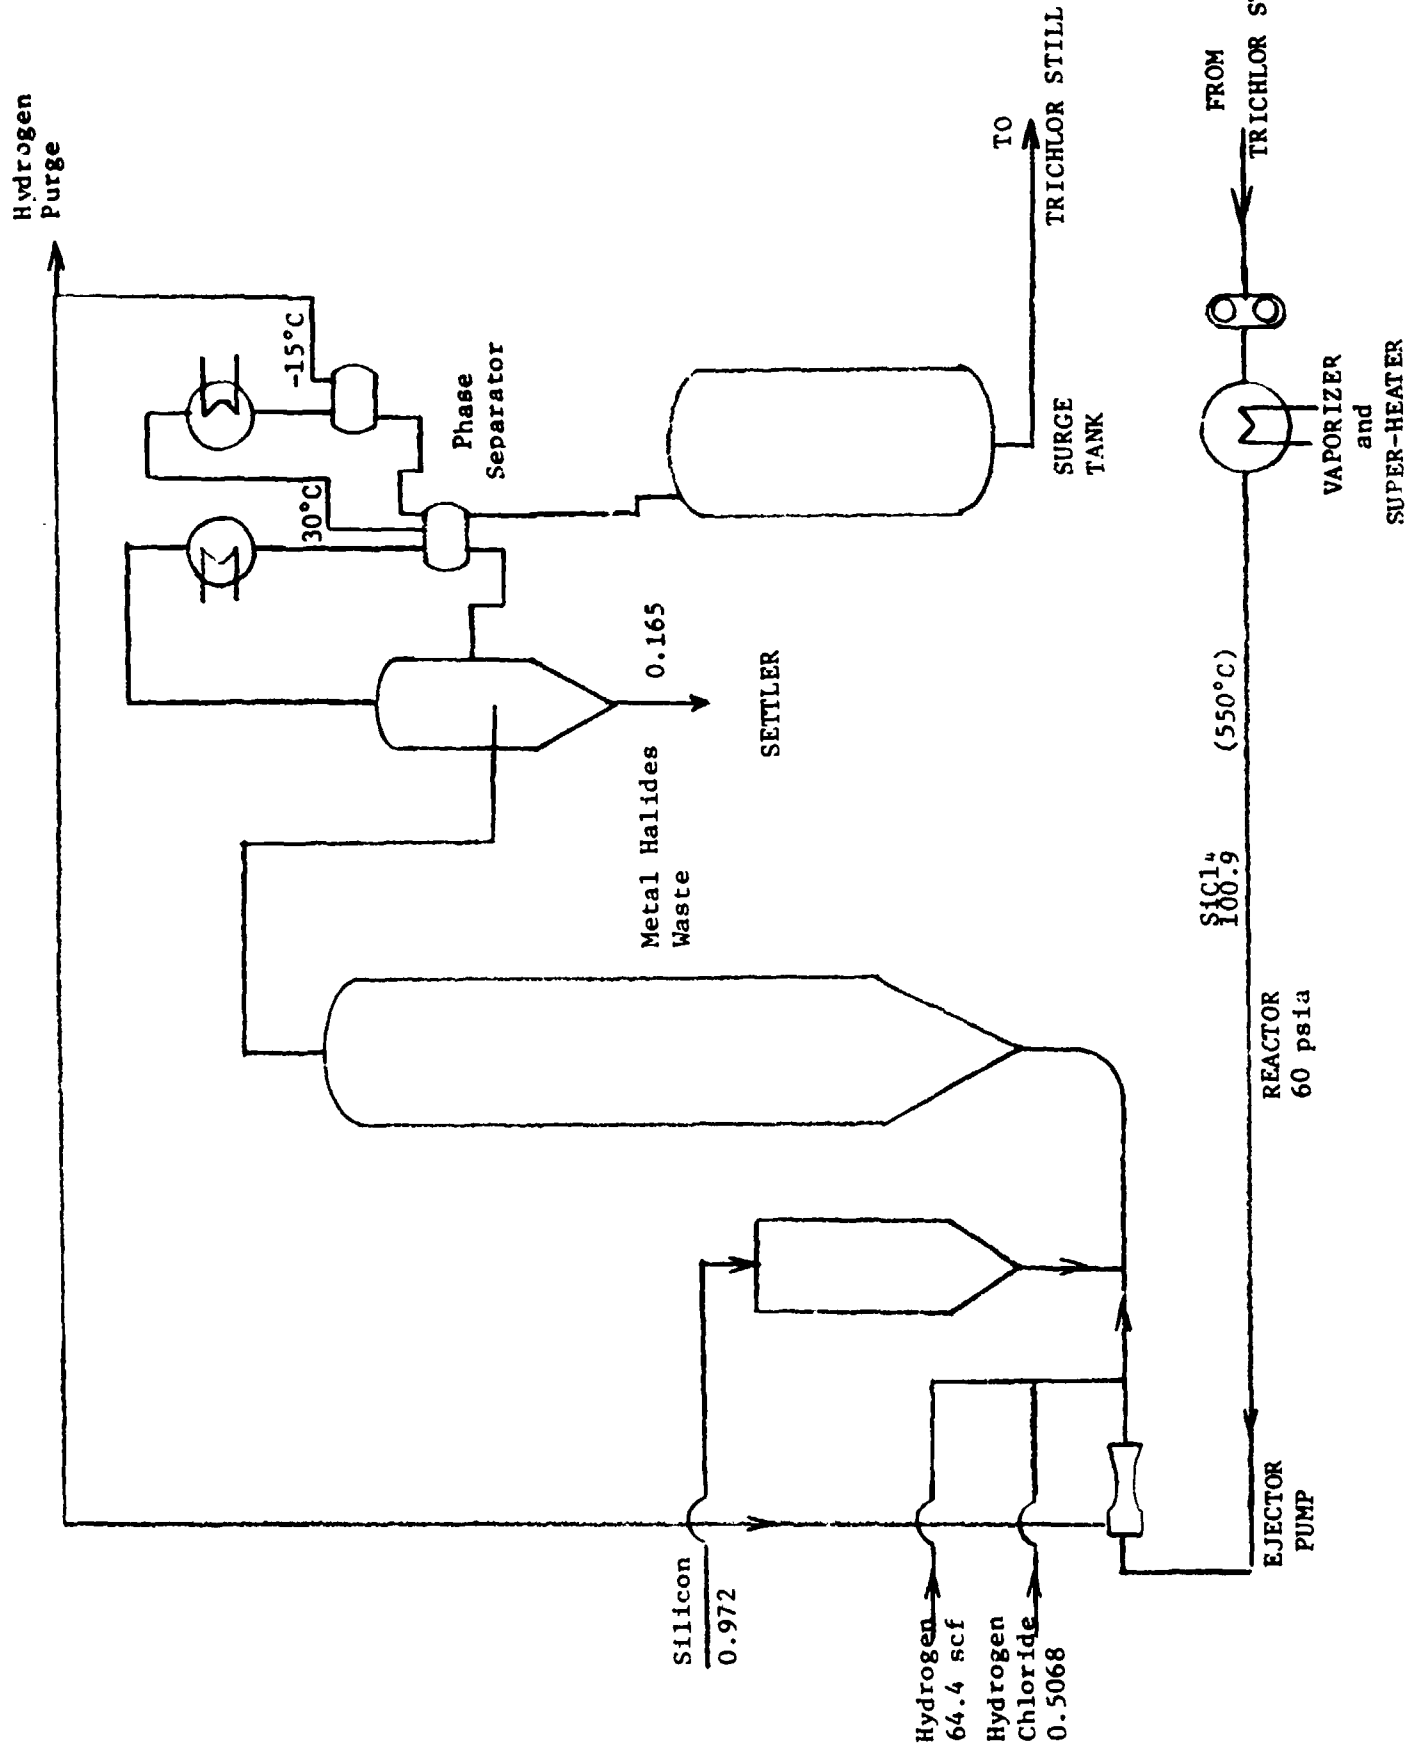 Hydrogen
Purge
-15°C
30°C
Phase
Separator
TO
TRICHLOR STILL
SURGE
TANK
FROM
TRICHLOR
VAPORIZER
and
SUPER-HEATER
0.165
SETTLER
Metal Halides
Waste
(550°C)
SiCl₄
100.9
REACTOR
60 psia
Silicon
0.972
Hydrogen
64.4 scf
Hydrogen
Chloride
0.5068
EJECTOR
PUMP